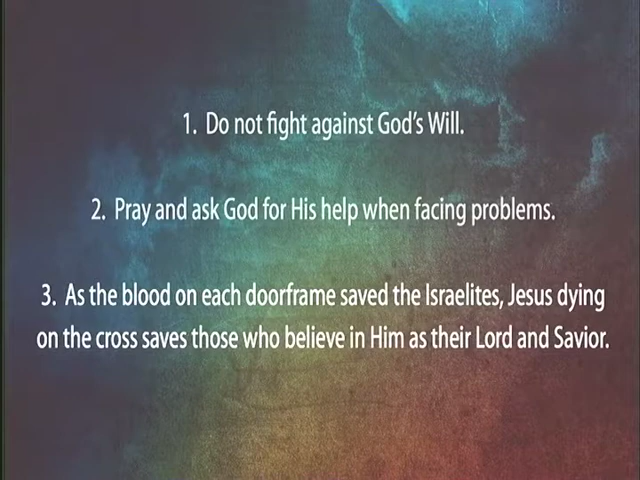 1. Do not fight against God's Will.
2. Pray and ask God for His help when facing problems.
3. As the blood on each doorframe saved the Israelites, Jesus dying
on the cross saves those who believe in Him as their Lord and Savior.